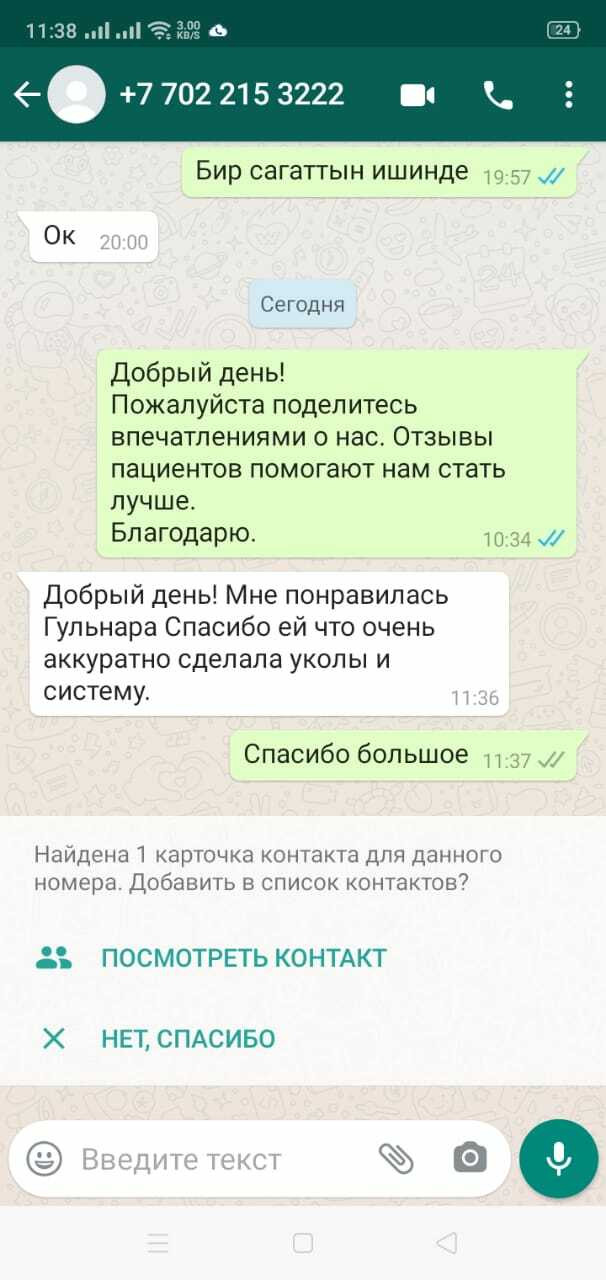 11:38 3.00 KB/S 24
+7 702 215 3222
Бир сагаттын ишинде 19:57
Ок 20:00
Сегодня
Добрый день!
Пожалуйста поделитесь
впечатлениями о нас. Отзывы
пациентов помогают нам стать
лучше.
Благодарю. 10:34
Добрый день! Мне понравилась
Гульнара Спасибо ей что очень
аккуратно сделала уколы и
систему. 11:36
Спасибо большое 11:37
Найдена 1 карточка контакта для данного
номера. Добавить в список контактов?
ПОСМОТРЕТЬ КОНТАКТ
НЕТ, СПАСИБО
Введите текст